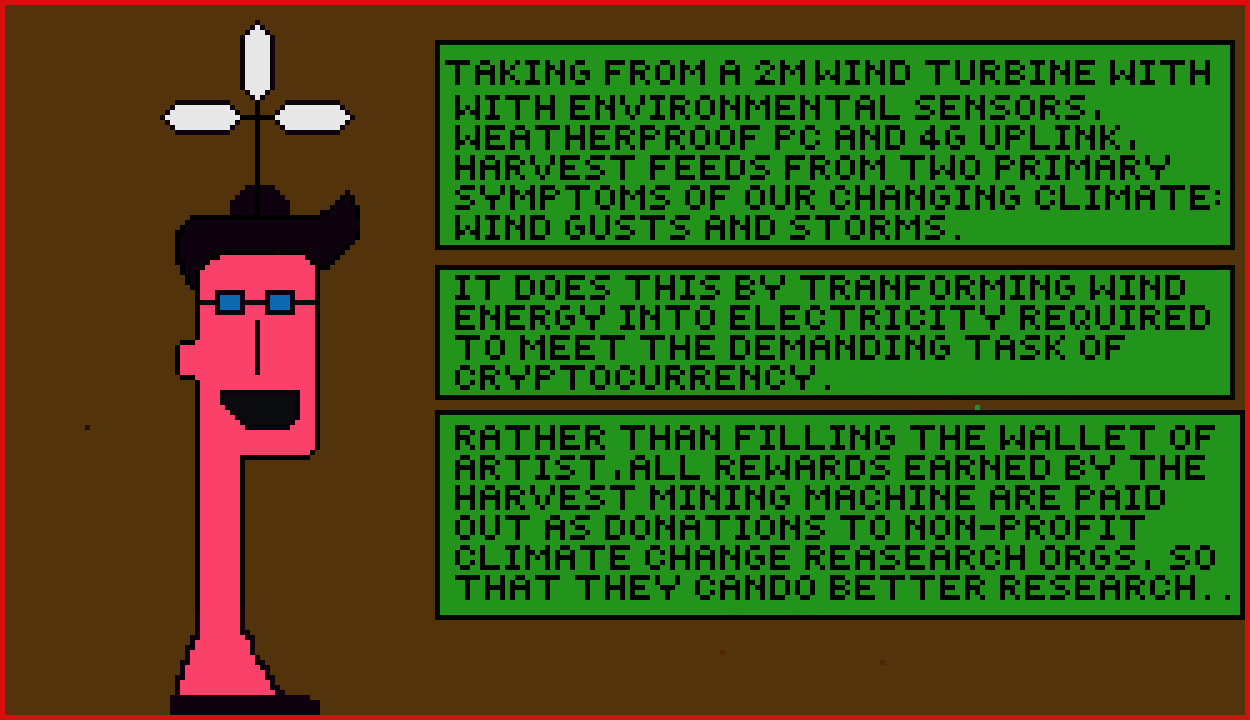 TAKING FROM A 2M WIND TURBINE WITH
WITH ENVIRONMENTAL SENSORS,
WEATHERPROOF PC AND 4G UPLINK,
HARVEST FEEDS FROM TWO PRIMARY
SYMPTOMS OF OUR CHANGING CLIMATE:
WIND GUSTS AND STORMS.
IT DOES THIS BY TRANFORMING WIND
ENERGY INTO ELECTRICITY REQUIRED
TO MEET THE DEMANDING TASK OF
CRYPTOCURRENCY.
RATHER THAN FILLING THE WALLET OF
ARTIST,ALL REWARDS EARNED BY THE
HARVEST MINING MACHINE ARE PAID
OUT AS DONATIONS TO NON-PROFIT
CLIMATE CHANGE REASEARCH ORGS, SO
THAT THEY CANDO BETTER RESEARCH..